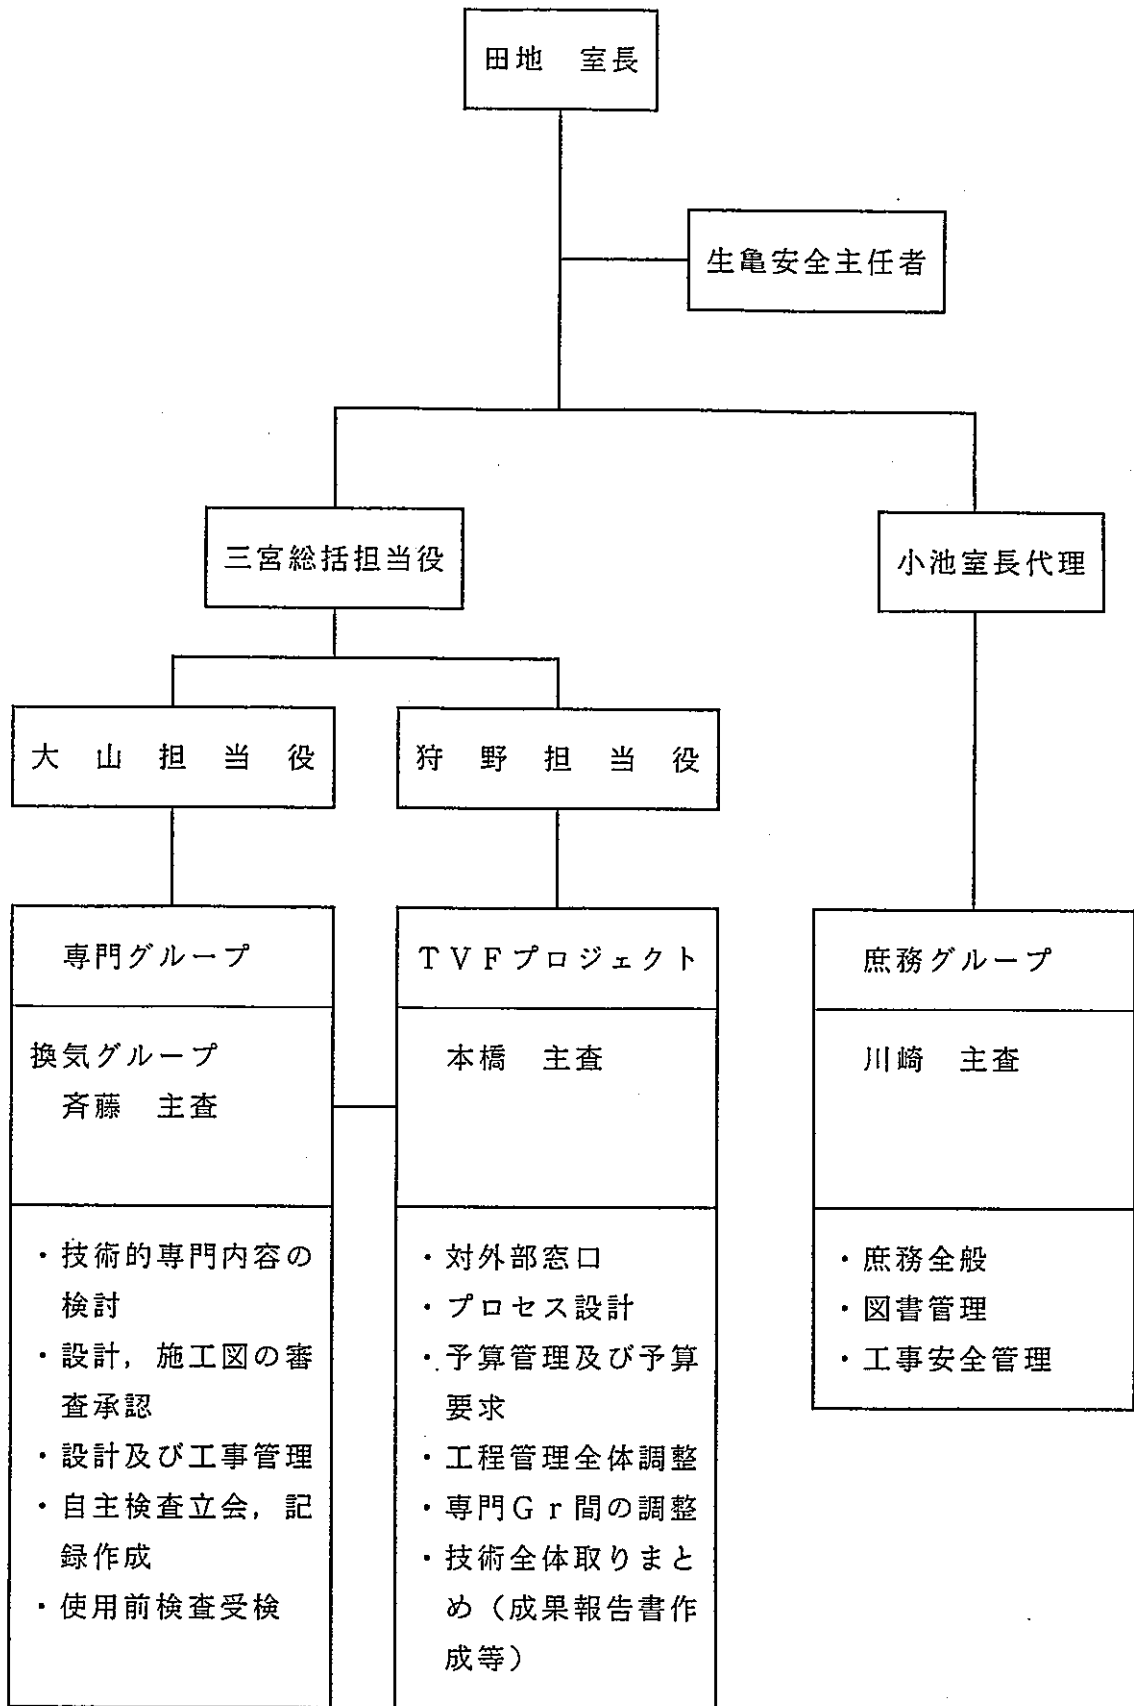 田地　室長
生亀安全主任者
三宮総括担当役
小池室長代理
大山担当役
狩野担当役
専門グループ
換気グループ
斉藤　主査
・技術的専門内容の
検討
・設計，施工図の審
査承認
・設計及び工事管理
・自主検査立会，記
録作成
・使用前検査受検
ＴＶＦプロジェクト
本橋　主査
・対外部窓口
・プロセス設計
・予算管理及び予算
要求
・工程管理全体調整
・専門Ｇｒ間の調整
・技術全体取りまと
め（成果報告書作
成等）
庶務グループ
川崎　主査
・庶務全般
・図書管理
・工事安全管理